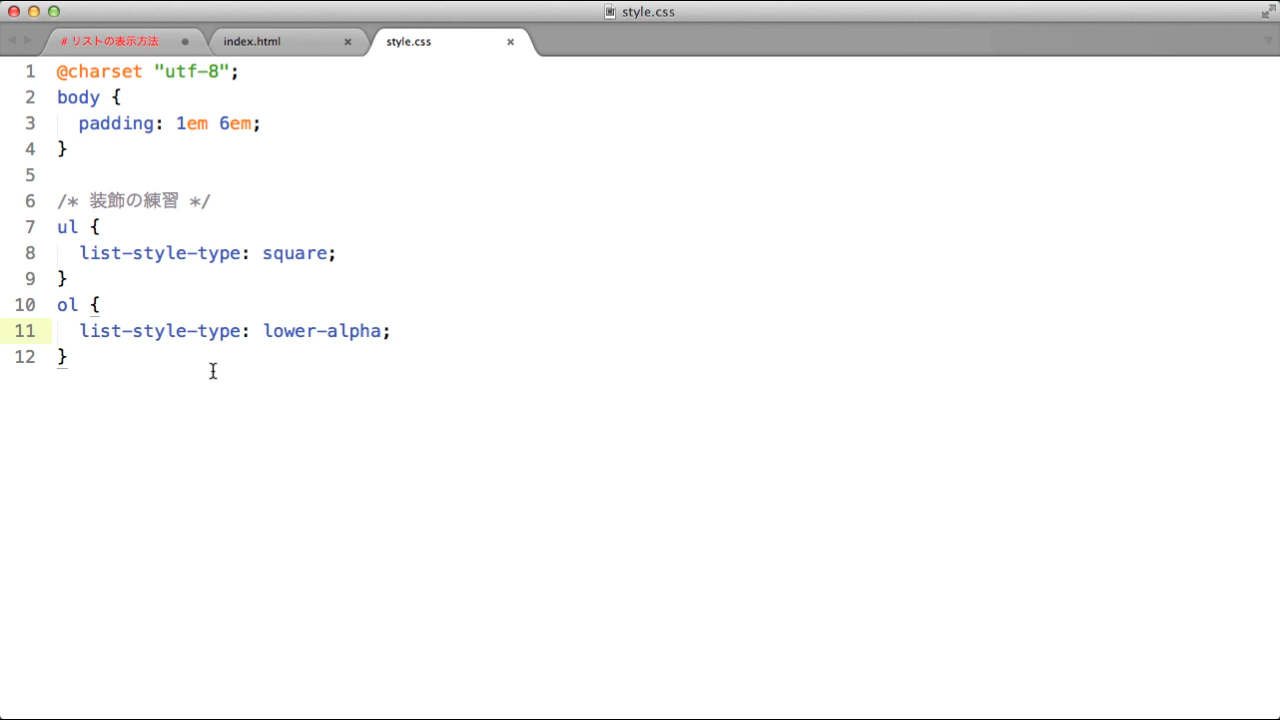 style.css
# リストの表示方法
index.html
style.css
1 @charset "utf-8";
2 body {
3 padding: 1em 6em;
4 }
5
6 /* 装飾の練習 */
7 ul {
8 list-style-type: square;
9 }
10 ol {
11 list-style-type: lower-alpha;
12 }